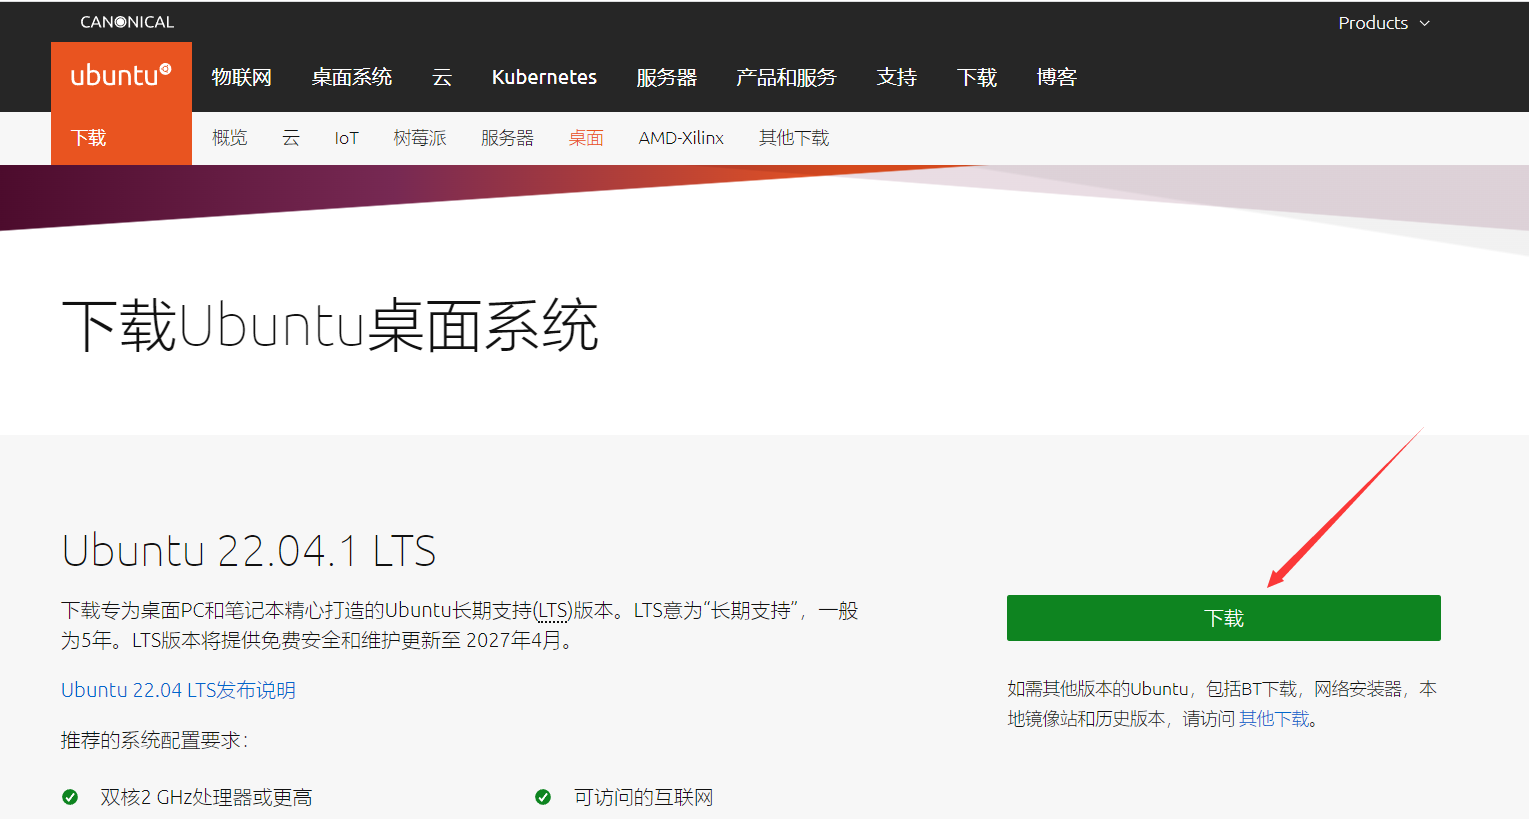 CANONICAL
Products
ubuntu
物联网 桌面系统 云 Kubernetes 服务器 产品和服务 支持 下载 博客
下载 概览 云 IoT 树莓派 服务器 桌面 AMD-Xilinx 其他下载
下载Ubuntu桌面系统
Ubuntu 22.04.1 LTS
下载专为桌面PC和笔记本精心打造的Ubuntu长期支持(LTS)版本。LTS意为“长期支持”，一般
为5年。LTS版本将提供免费安全和维护更新至 2027年4月。
Ubuntu 22.04 LTS发布说明
推荐的系统配置要求：
双核2 GHz处理器或更高
可访问的互联网
下载
如需其他版本的Ubuntu，包括BT下载，网络安装器，本
地镜像站和历史版本，请访问 其他下载。